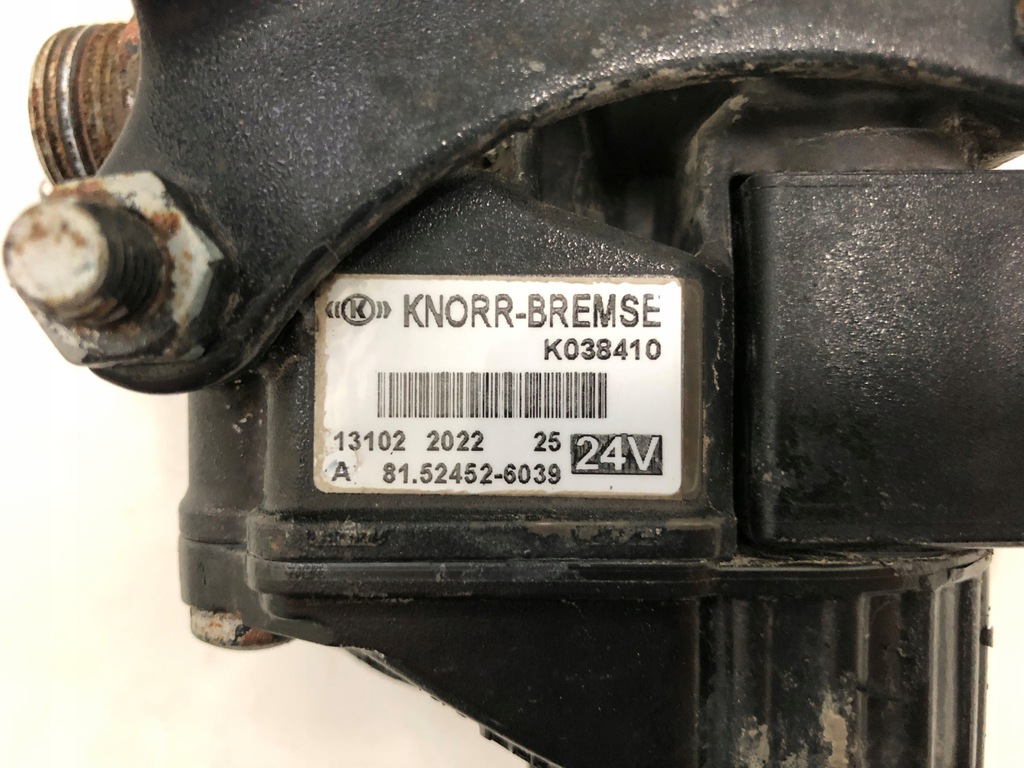 ((K)) KNORR-BREMSE
K038410
13102 2022 25 24V
A 81.52452-6039